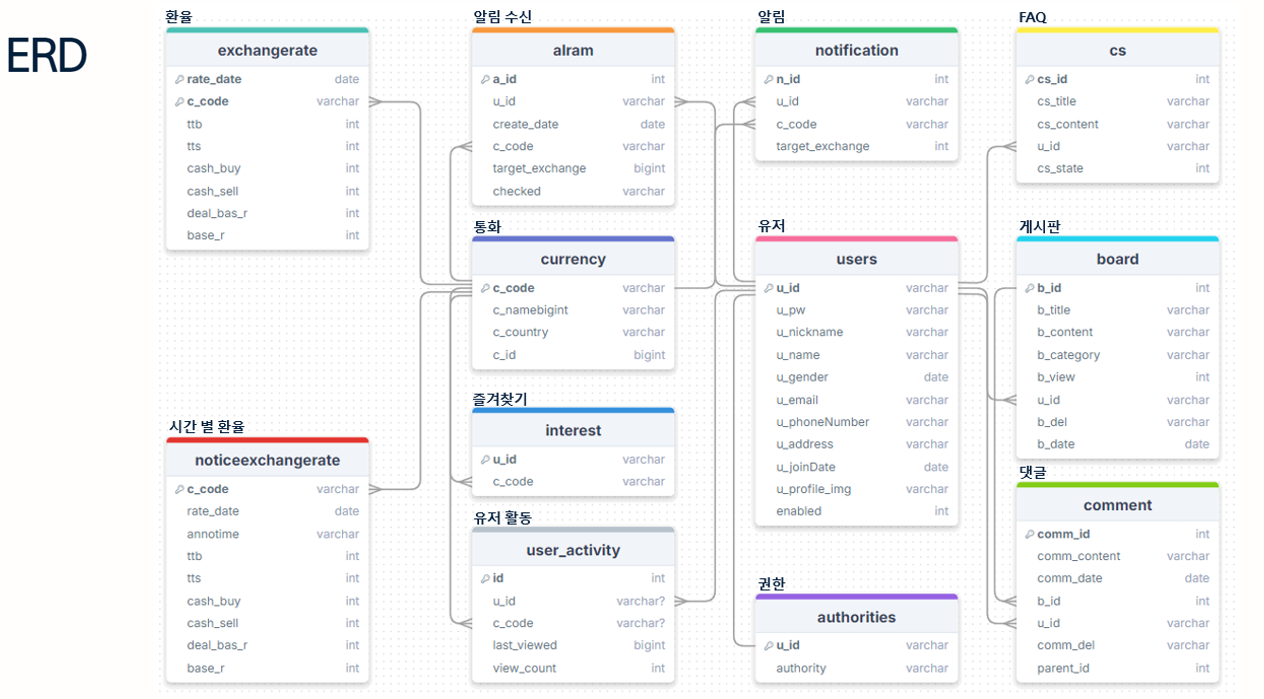 ERD
환율
exchangerate
rate_date date
c_code varchar
ttb int
tts int
cash_buy int
cash_sell int
deal_bas_r int
base_r int
시간 별 환율
noticeexchangerate
c_code varchar
rate_date date
annotime varchar
ttb int
tts int
cash_buy int
cash_sell int
deal_bas_r int
base_r int
알림 수신
alram
a_id int
u_id varchar
create_date date
c_code varchar
target_exchange bigint
checked varchar
통화
currency
c_code varchar
c_namebigint varchar
c_country varchar
c_id bigint
즐겨찾기
interest
u_id varchar
c_code varchar
유저 활동
user_activity
id int
u_id varchar?
c_code varchar?
last_viewed bigint
view_count int
알림
notification
n_id int
u_id varchar
c_code varchar
target_exchange int
유저
users
u_id varchar
u_pw varchar
u_nickname varchar
u_name varchar
u_gender date
u_email varchar
u_phoneNumber varchar
u_address varchar
u_joinDate date
u_profile_img varchar
enabled int
권한
authorities
u_id varchar
authority varchar
FAQ
cs
cs_id int
cs_title varchar
cs_content varchar
u_id varchar
cs_state int
게시판
board
b_id int
b_title varchar
b_content varchar
b_category varchar
b_view int
u_id varchar
b_del varchar
b_date date
댓글
comment
comm_id int
comm_content varchar
comm_date date
b_id int
u_id varchar
comm_del varchar
parent_id int